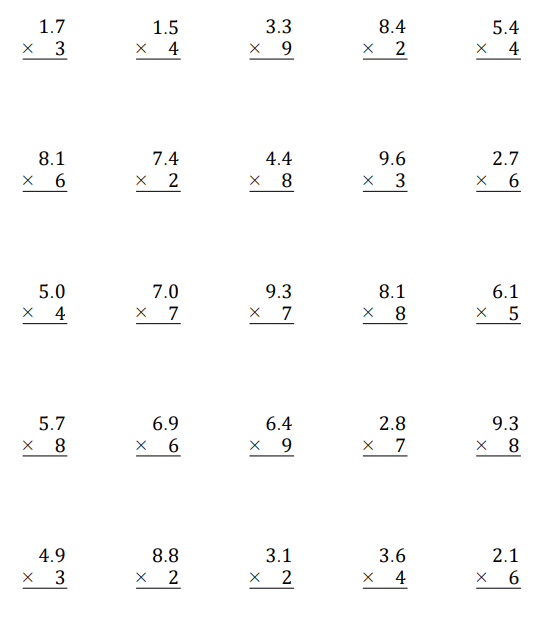 1.7 1.5 3.3 8.4 5.4
× 3 × 4 × 9 × 2 × 4
8.1 7.4 4.4 9.6 2.7
× 6 × 2 × 8 × 3 × 6
5.0 7.0 9.3 8.1 6.1
× 4 × 7 × 7 × 8 × 5
5.7 6.9 6.4 2.8 9.3
× 8 × 6 × 9 × 7 × 8
4.9 8.8 3.1 3.6 2.1
× 3 × 2 × 2 × 4 × 6